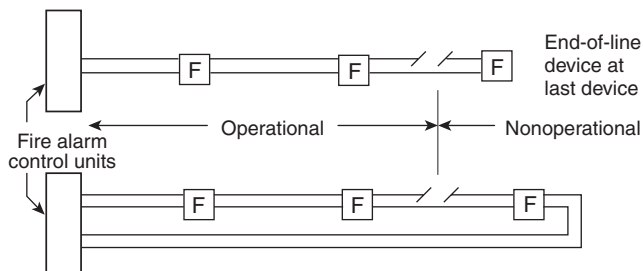 F F F
End-of-line
device at
last device
Operational
Nonoperational
Fire alarm
control units
F F F